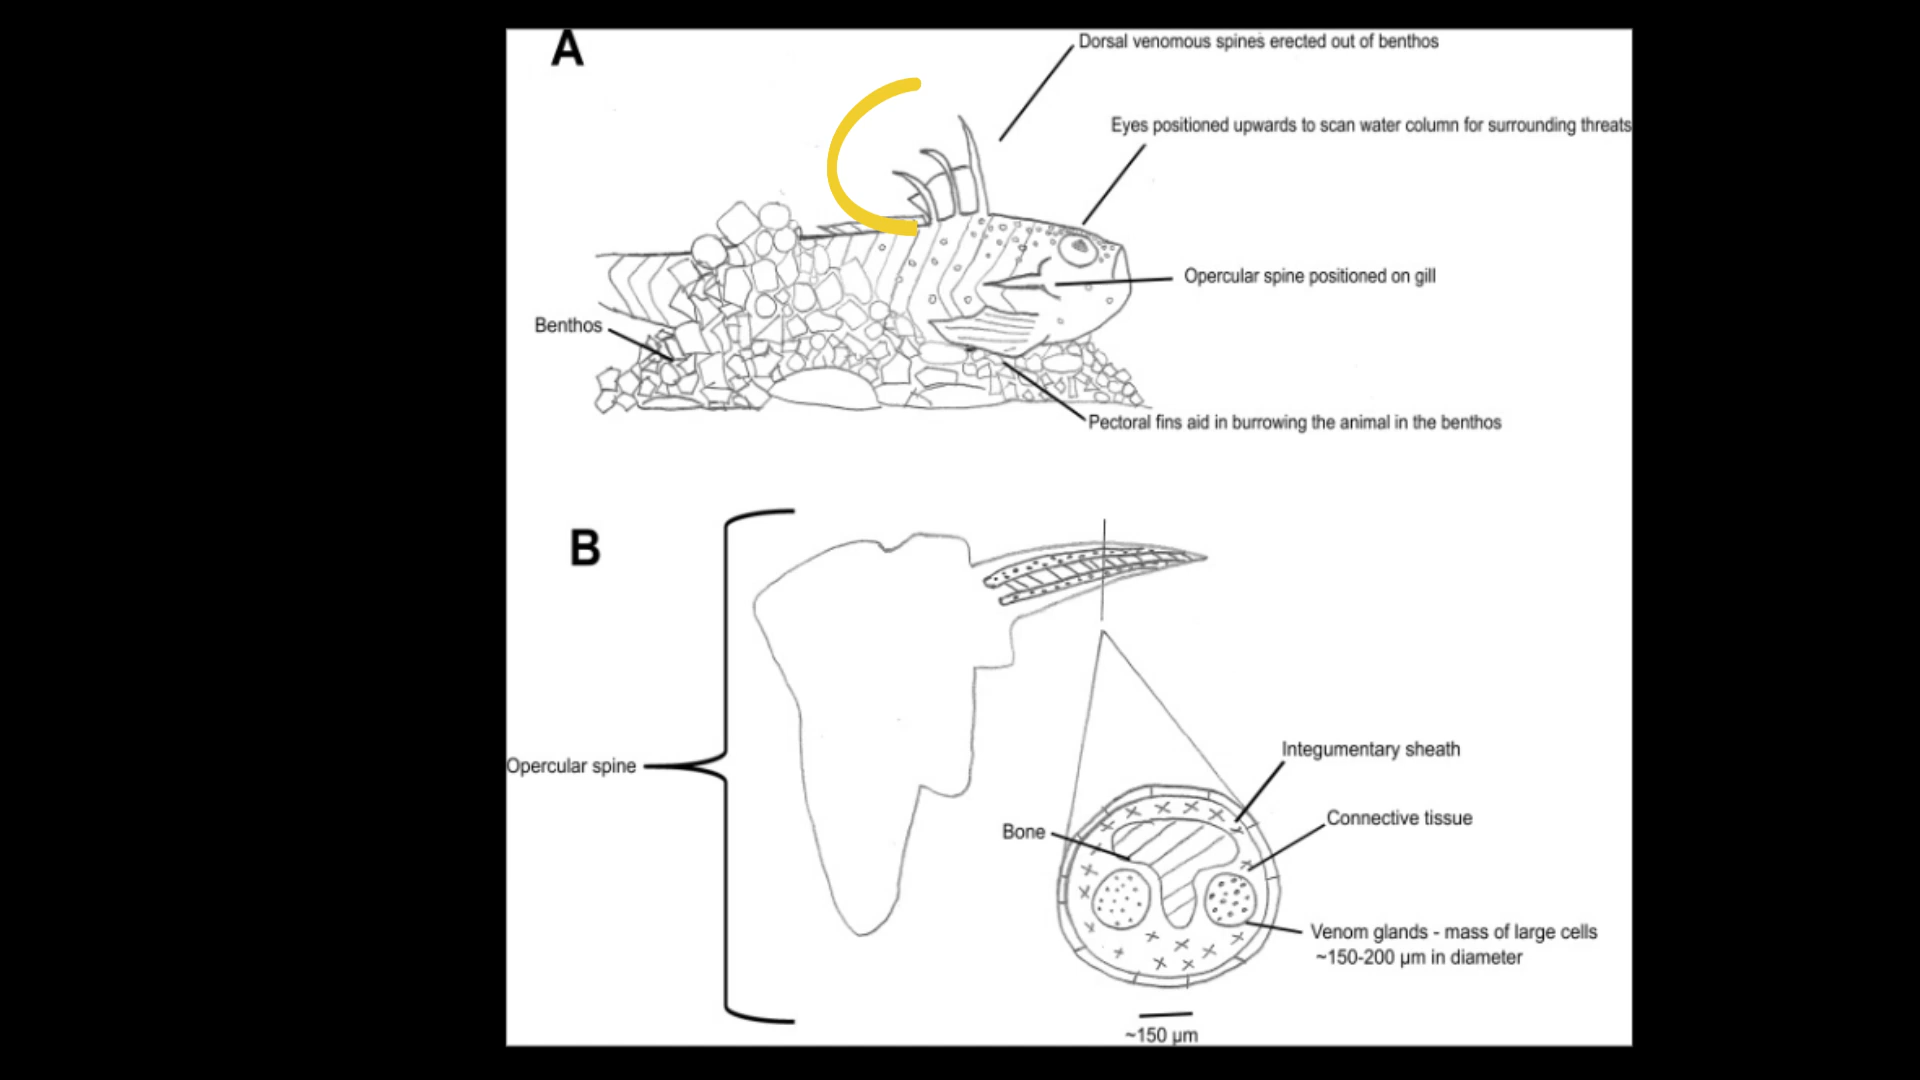 A
Dorsal venomous spines erected out of benthos
Eyes positioned upwards to scan water column for surrounding threats
Opercular spine positioned on gill
Benthos
Pectoral fins aid in burrowing the animal in the benthos
B
Opercular spine
Integumentary sheath
Connective tissue
Bone
Venom glands - mass of large cells
~150-200 µm in diameter
~150 µm